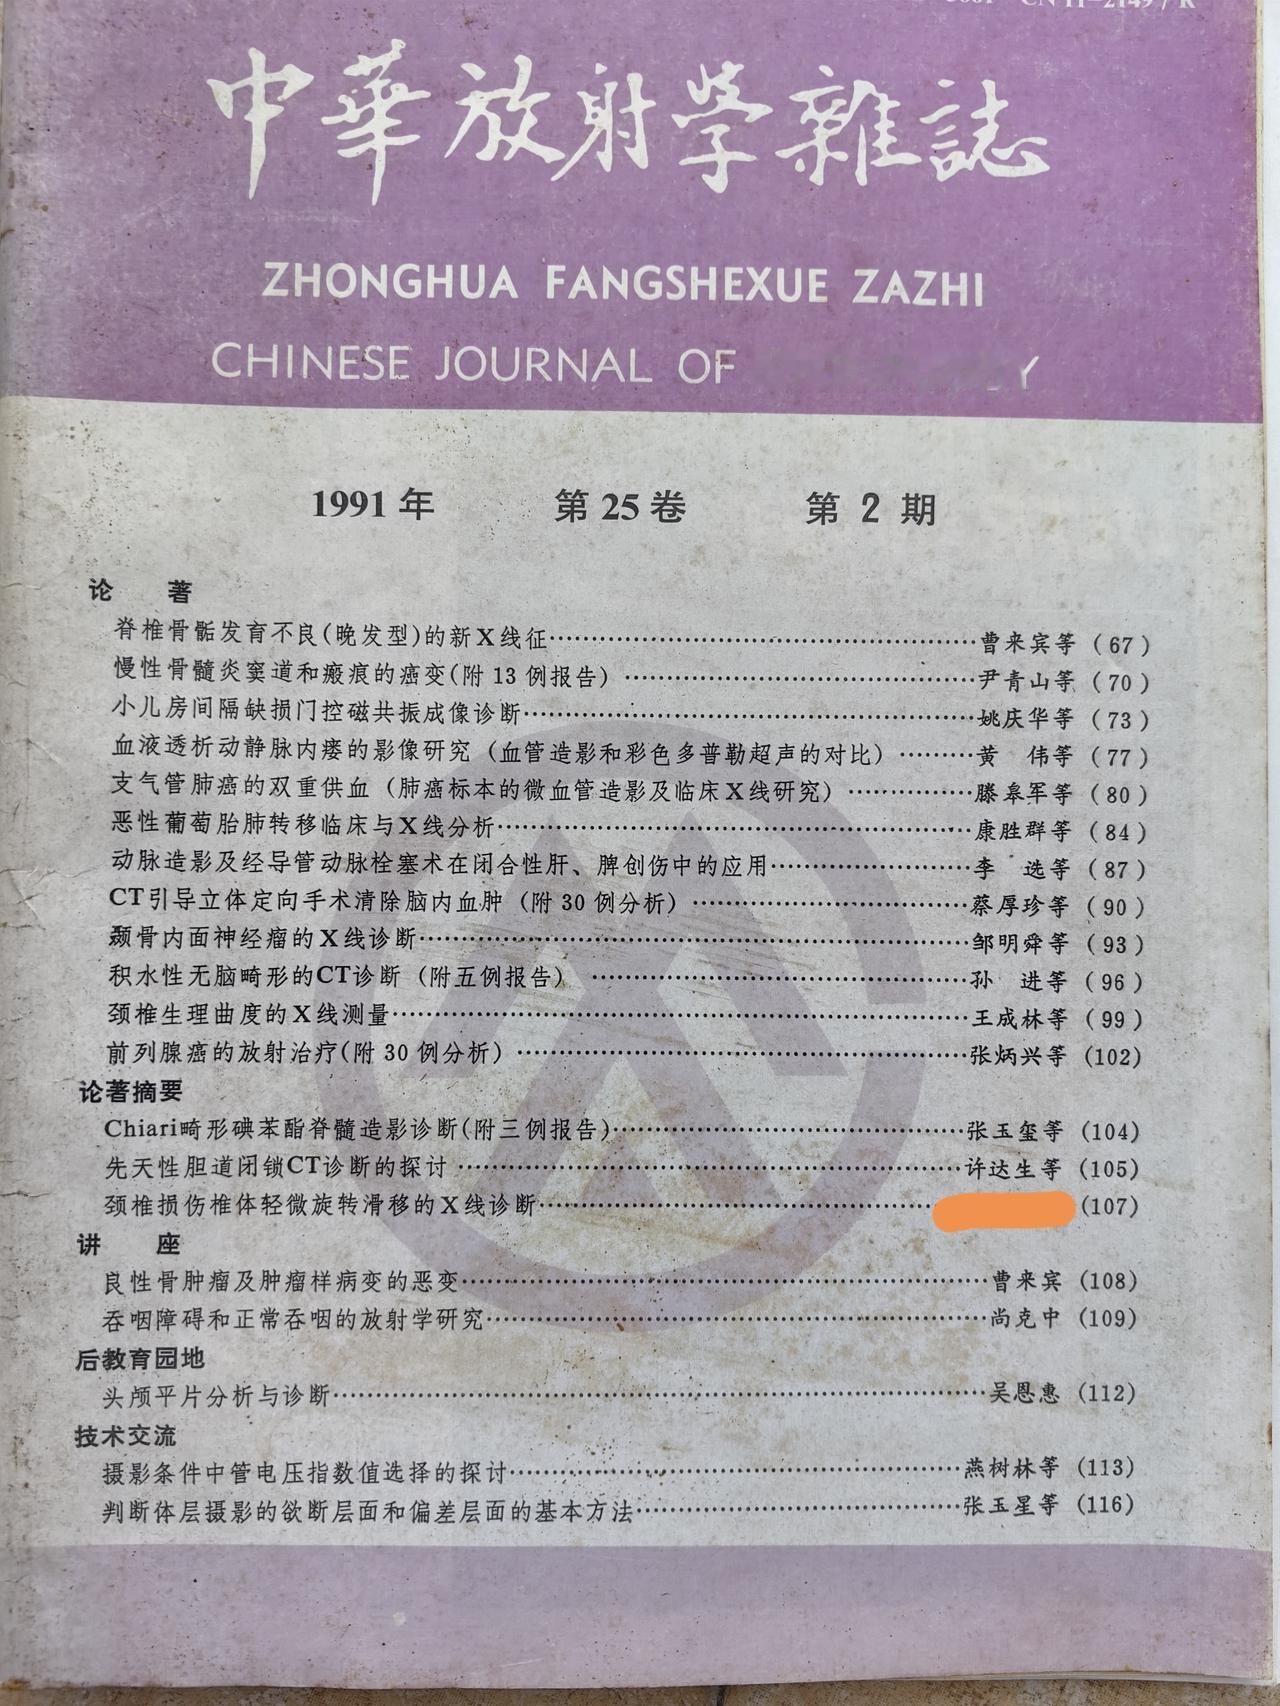 CN 11-2149/R
中華放射學雜誌
ZHONGHUA FANGSHEXUE ZAZHI
CHINESE JOURNAL OF
1991年 第25卷 第2期
论 著
脊椎骨骺发育不良(晚发型)的新X线征……曹来宾等 (67)
慢性骨髓炎窦道和瘢痕的癌变(附13例报告)……尹青山等 (70)
小儿房间隔缺损门控磁共振成像诊断……姚庆华等 (73)
血液透析动静脉内瘘的影像研究 (血管造影和彩色多普勒超声的对比)……黄 伟等 (77)
支气管肺癌的双重供血 (肺癌标本的微血管造影及临床X线研究)……滕皋军等 (80)
恶性葡萄胎肺转移临床与X线分析……康胜群等 (84)
动脉造影及经导管动脉栓塞术在闭合性肝、脾创伤中的应用……李 选等 (87)
CT引导立体定向手术清除脑内血肿 (附30例分析)……蔡厚珍等 (90)
颞骨内面神经瘤的X线诊断……邹明舜等 (93)
积水性无脑畸形的CT诊断 (附五例报告)……孙 进等 (96)
颈椎生理曲度的X线测量……王成林等 (99)
前列腺癌的放射治疗(附30例分析)……张炳兴等 (102)
论著摘要
Chiari畸形碘苯酯脊髓造影诊断(附三例报告)……张玉玺等 (104)
先天性胆道闭锁CT诊断的探讨……许达生等 (105)
颈椎损伤椎体轻微旋转滑移的X线诊断……(107)
讲 座
良性骨肿瘤及肿瘤样病变的恶变……曹来宾 (108)
吞咽障碍和正常吞咽的放射学研究……尚克中 (109)
后教育园地
头颅平片分析与诊断……吴恩惠 (112)
技术交流
摄影条件中管电压指数值选择的探讨……燕树林等 (113)
判断体层摄影的欲断层面和偏差层面的基本方法……张玉星等 (116)